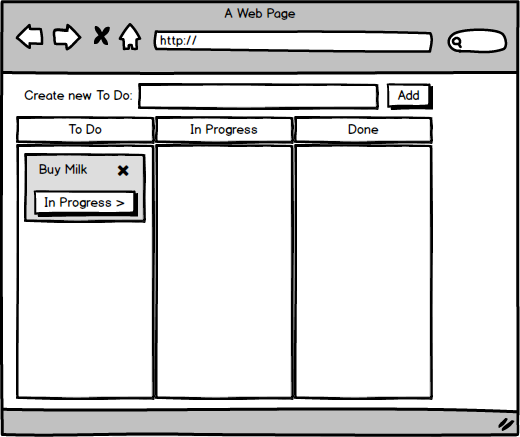 A Web Page
http://
Create new To Do:
Add
To Do
In Progress
Done
Buy Milk
In Progress >